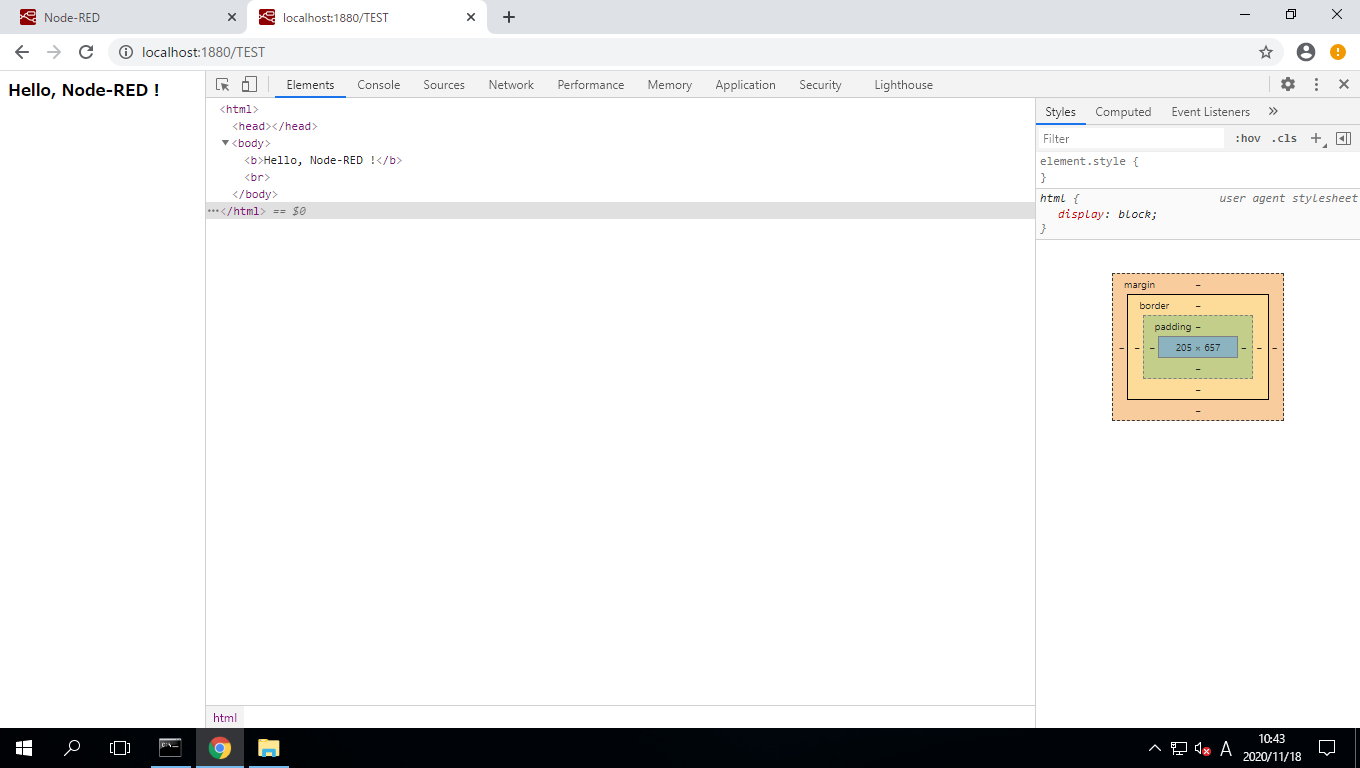 Node-RED
localhost:1880/TEST
localhost:1880/TEST
Hello, Node-RED !
Elements Console Sources Network Performance Memory Application Security Lighthouse
<html>
<head></head>
<body>
<b>Hello, Node-RED !</b>
<br>
</body>
</html> == $0
html
Styles Computed Event Listeners »
Filter :hov .cls +
element.style {
}
html { user agent stylesheet
display: block;
}
margin –
border –
padding –
– – – 205 × 657 – – –
–
–
–
A
10:43
2020/11/18